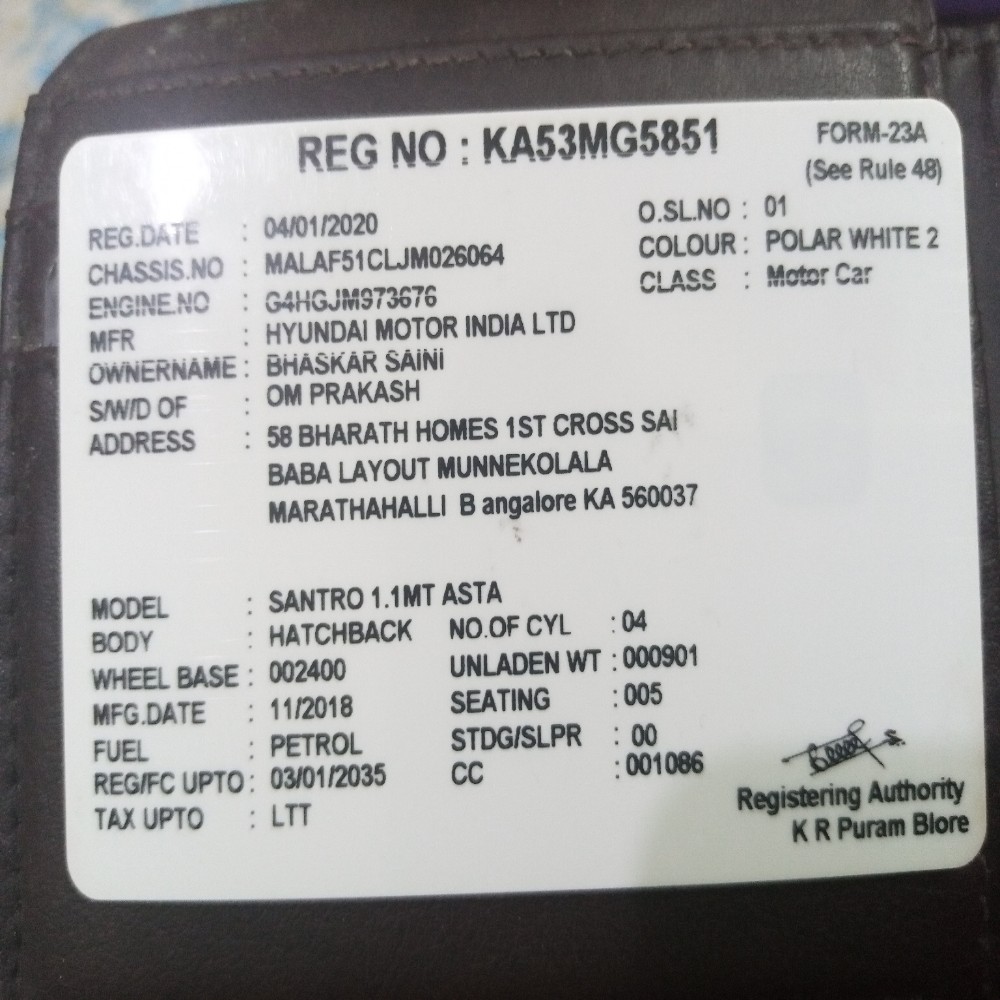 REG NO : KA53MG5851
FORM-23A
(See Rule 48)
REG.DATE : 04/01/2020
O.SL.NO : 01
CHASSIS.NO : MALAF51CLJM026064
COLOUR : POLAR WHITE 2
ENGINE.NO : G4HGJM973676
CLASS : Motor Car
MFR : HYUNDAI MOTOR INDIA LTD
OWNERNAME : BHASKAR SAINI
S/W/D OF : OM PRAKASH
ADDRESS : 58 BHARATH HOMES 1ST CROSS SAI
BABA LAYOUT MUNNEKOLALA
MARATHAHALLI B angalore KA 560037
MODEL : SANTRO 1.1MT ASTA
BODY : HATCHBACK NO.OF CYL : 04
WHEEL BASE : 002400 UNLADEN WT : 000901
MFG.DATE : 11/2018 SEATING : 005
FUEL : PETROL STDG/SLPR : 00
REG/FC UPTO : 03/01/2035 CC : 001086
TAX UPTO : LTT
Registering Authority
K R Puram Blore